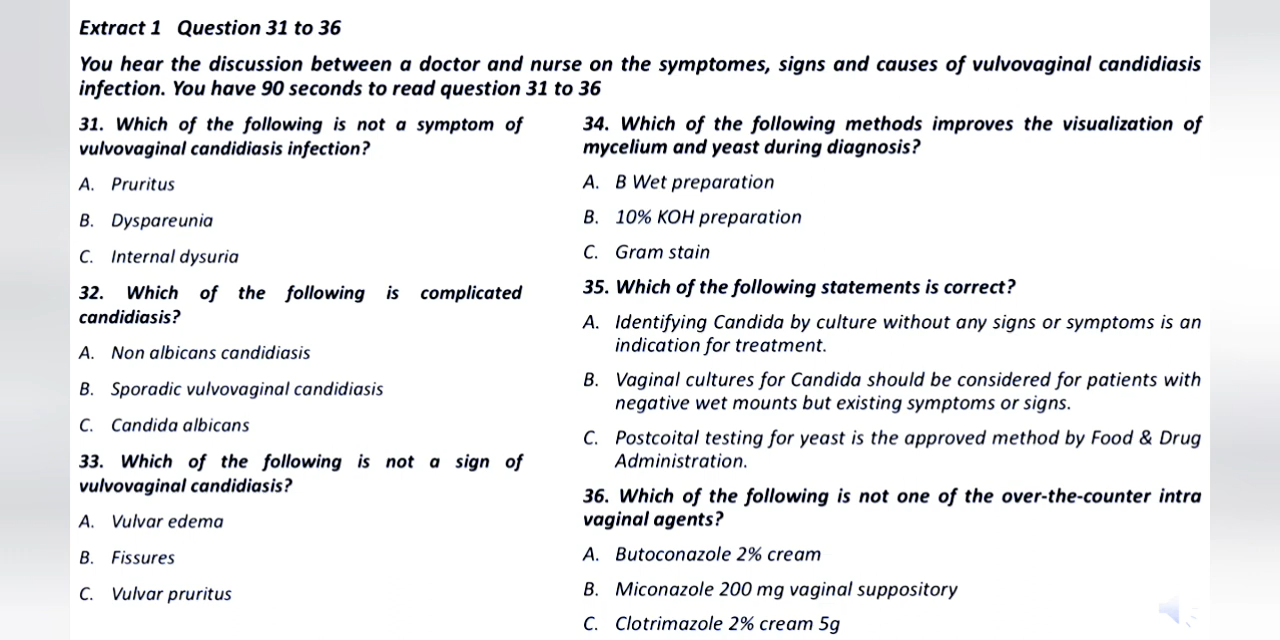 Extract 1 Question 31 to 36
You hear the discussion between a doctor and nurse on the symptomes, signs and causes of vulvovaginal candidiasis
infection. You have 90 seconds to read question 31 to 36
31. Which of the following is not a symptom of
vulvovaginal candidiasis infection?
A. Pruritus
B. Dyspareunia
C. Internal dysuria
32. Which of the following is complicated
candidiasis?
A. Non albicans candidiasis
B. Sporadic vulvovaginal candidiasis
C. Candida albicans
33. Which of the following is not a sign of
vulvovaginal candidiasis?
A. Vulvar edema
B. Fissures
C. Vulvar pruritus
34. Which of the following methods improves the visualization of
mycelium and yeast during diagnosis?
A. B Wet preparation
B. 10% KOH preparation
C. Gram stain
35. Which of the following statements is correct?
A. Identifying Candida by culture without any signs or symptoms is an
indication for treatment.
B. Vaginal cultures for Candida should be considered for patients with
negative wet mounts but existing symptoms or signs.
C. Postcoital testing for yeast is the approved method by Food & Drug
Administration.
36. Which of the following is not one of the over-the-counter intra
vaginal agents?
A. Butoconazole 2% cream
B. Miconazole 200 mg vaginal suppository
C. Clotrimazole 2% cream 5g